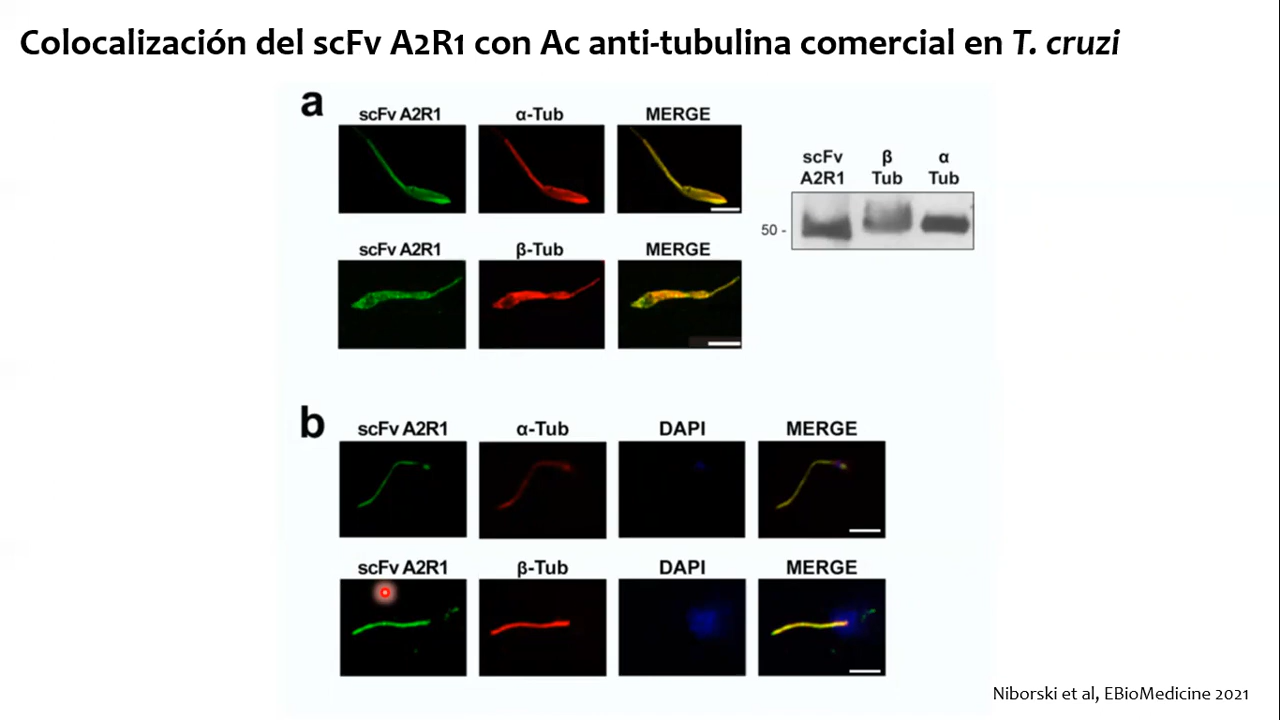 Colocalización del scFv A2R1 con Ac anti-tubulina comercial en T. cruzi
a
scFv A2R1 α-Tub MERGE
scFv A2R1 β-Tub MERGE
scFv β α
A2R1 Tub Tub
50 -
b
scFv A2R1 α-Tub DAPI MERGE
scFv A2R1 β-Tub DAPI MERGE
Niborski et al, EBioMedicine 2021